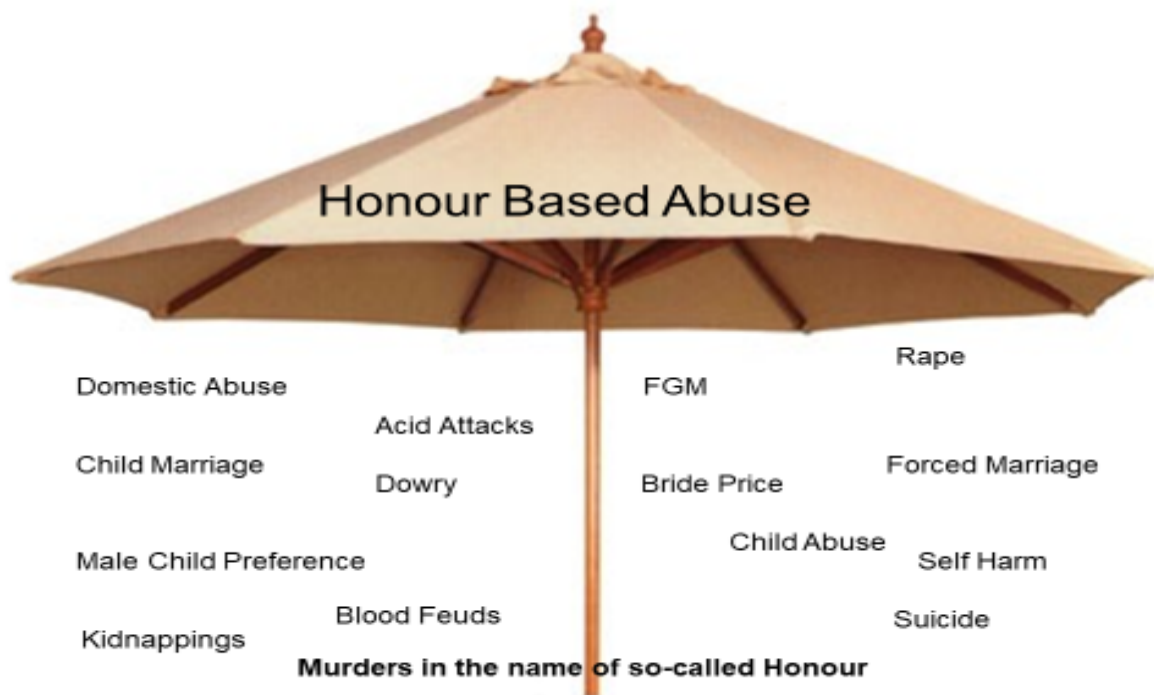 Honour Based Abuse
Rape
Domestic Abuse
FGM
Acid Attacks
Child Marriage
Forced Marriage
Dowry
Bride Price
Child Abuse
Male Child Preference
Self Harm
Blood Feuds
Suicide
Kidnappings
Murders in the name of so-called Honour